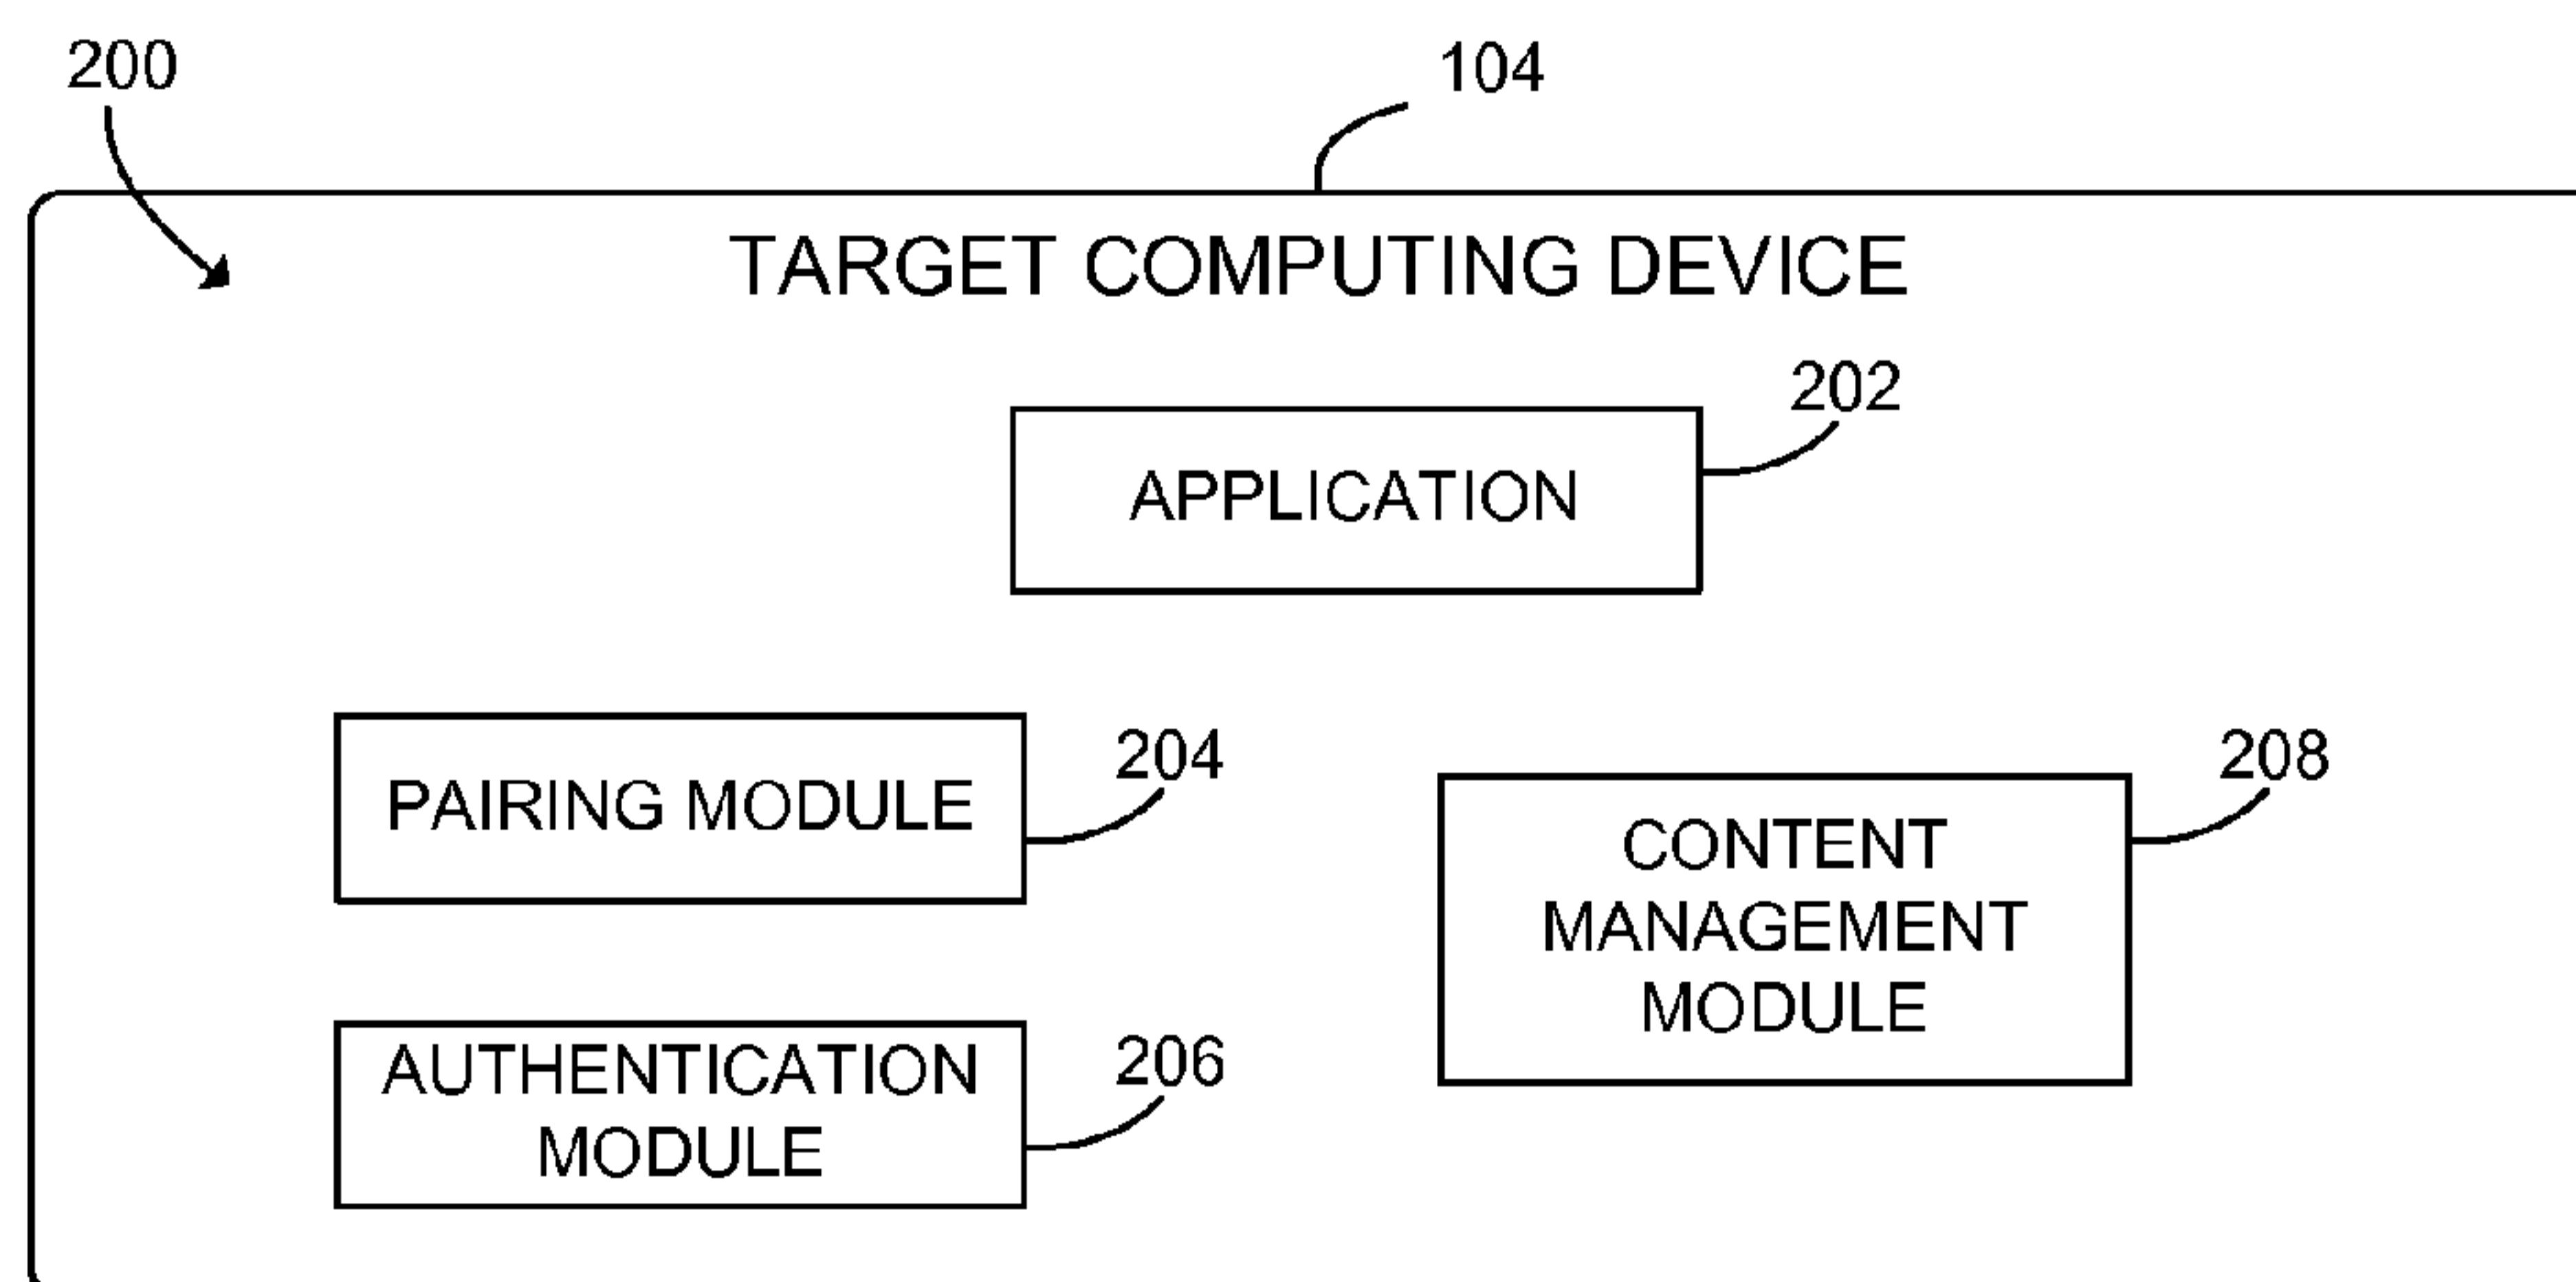 200
104
TARGET COMPUTING DEVICE
202
APPLICATION
PAIRING MODULE
204
208
CONTENT
MANAGEMENT
MODULE
AUTHENTICATION
MODULE
206